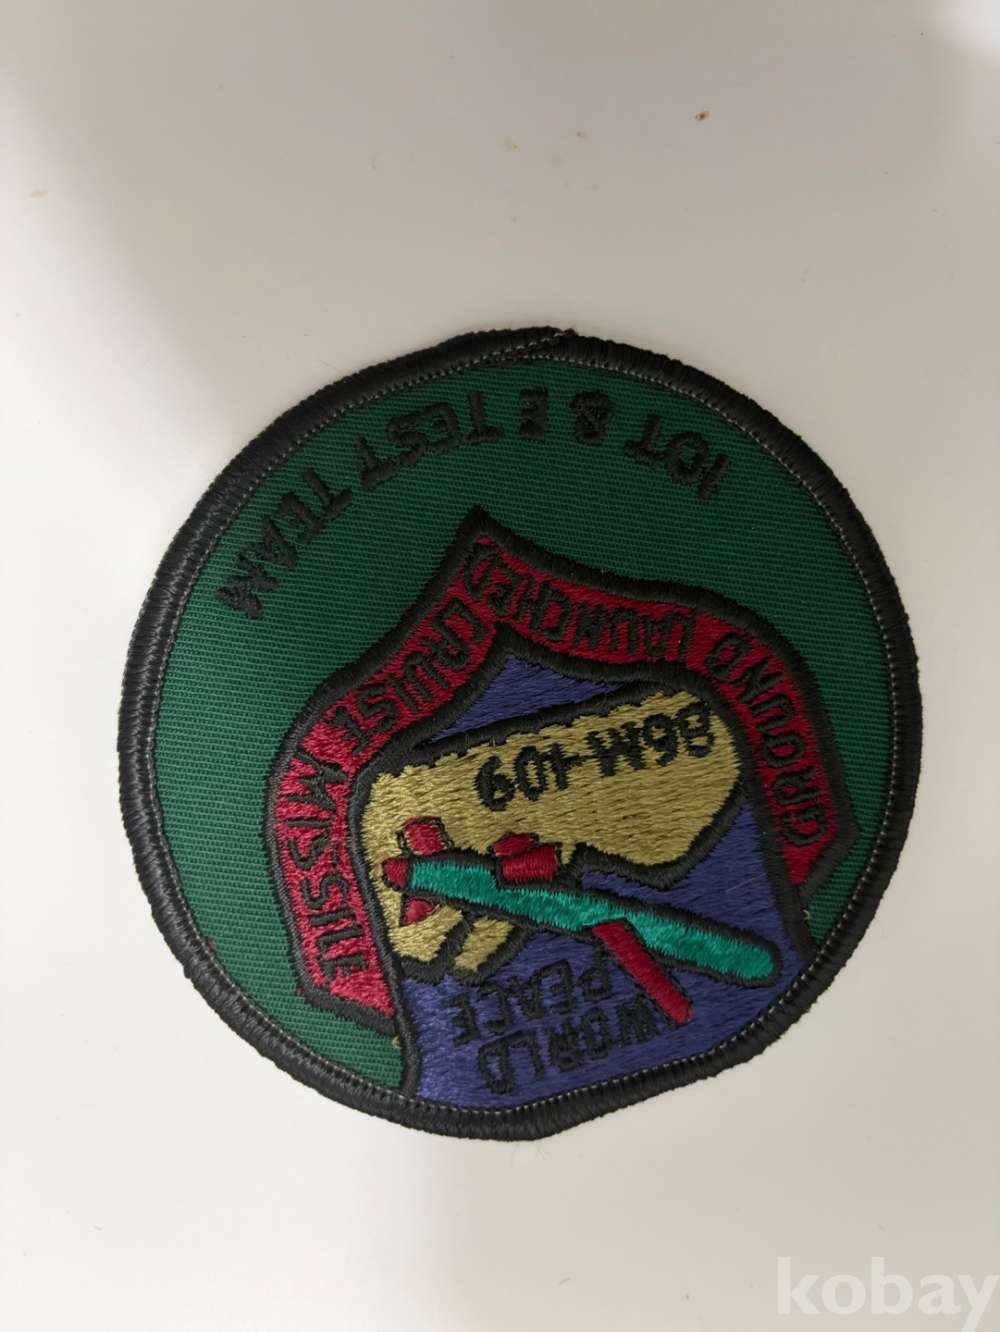 WORLD
PEACE
BGM-109
GROUND LAUNCHED CRUISE MISSILE
IOT & E TEST TEAM
kobay